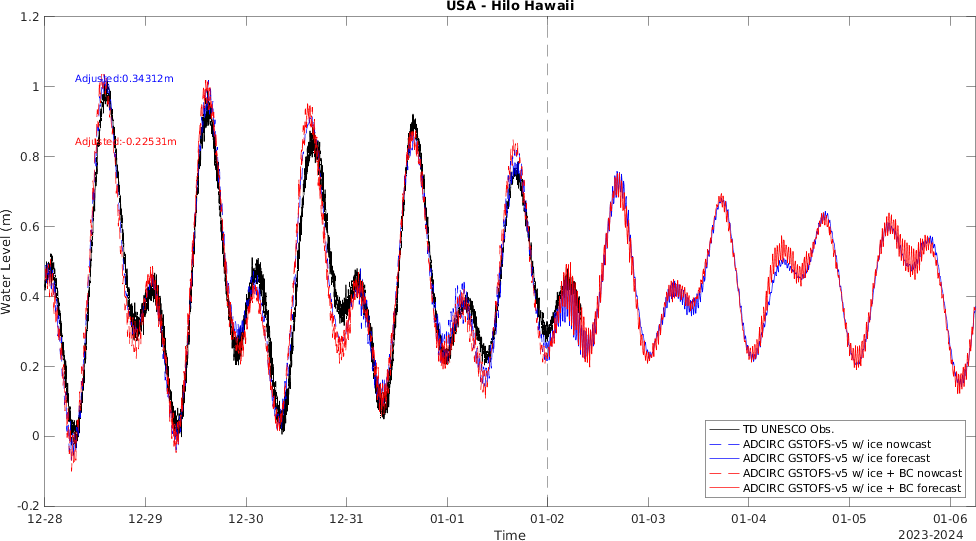 USA - Hilo Hawaii
1.2
1
0.8
0.6
0.4
0.2
0
-0.2
Water Level (m)
Adjusted:0.34312m
Adjusted:-0.22531m
TD UNESCO Obs.
ADCIRC GSTOFS-v5 w/ ice nowcast
ADCIRC GSTOFS-v5 w/ ice forecast
ADCIRC GSTOFS-v5 w/ ice + BC nowcast
ADCIRC GSTOFS-v5 w/ ice + BC forecast
12-28 12-29 12-30 12-31 01-01 01-02 01-03 01-04 01-05 01-06
Time
2023-2024